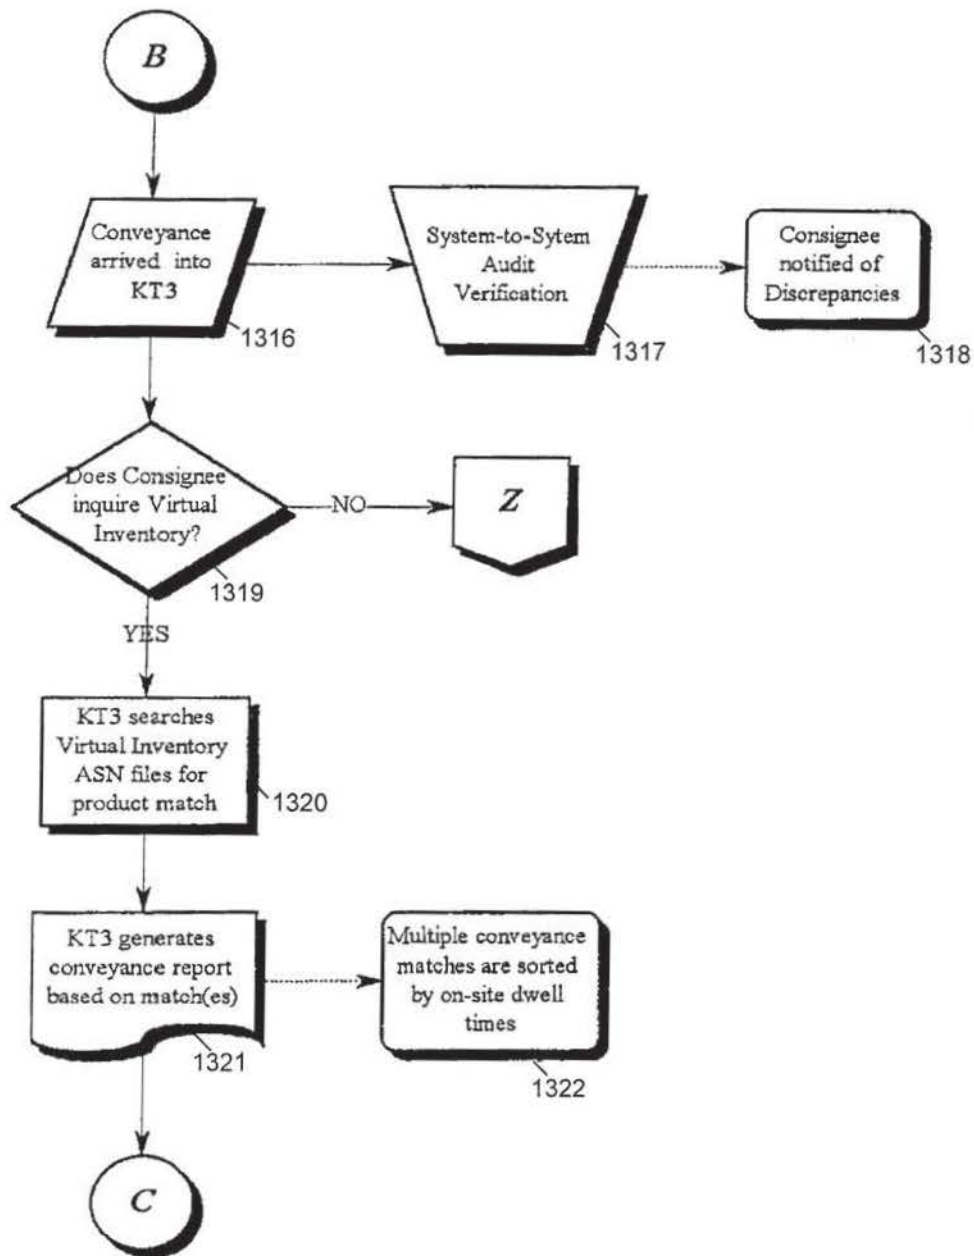 B
Conveyance
arrived into
KT3
1316
System-to-Sytem
Audit
Verification
1317
Consignee
notified of
Discrepancies
1318
Does Consignee
inquire Virtual
Inventory?
1319
NO
Z
YES
KT3 searches
Virtual Inventory
ASN files for
product match
1320
KT3 generates
conveyance report
based on match(es)
1321
Multiple conveyance
matches are sorted
by on-site dwell
times
1322
C